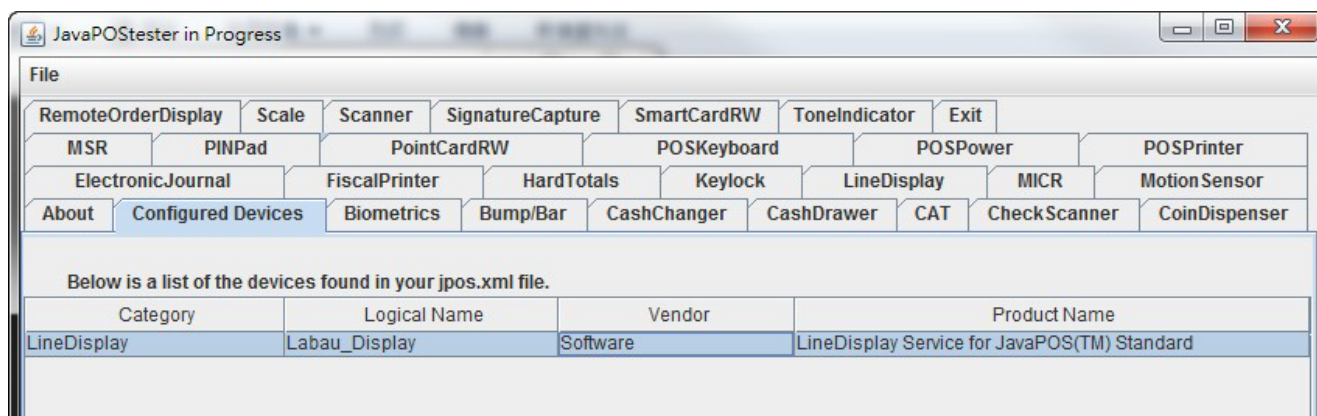 JavaPOStester in Progress
File
RemoteOrderDisplay Scale Scanner SignatureCapture SmartCardRW ToneIndicator Exit
MSR PINPad PointCardRW POSKeyboard POSPower POSPrinter
ElectronicJournal FiscalPrinter HardTotals Keylock LineDisplay MICR MotionSensor
About Configured Devices Biometrics Bump/Bar CashChanger CashDrawer CAT CheckScanner CoinDispenser
Below is a list of the devices found in your jpos.xml file.
Category Logical Name Vendor Product Name
LineDisplay Labau_Display Software LineDisplay Service for JavaPOS(TM) Standard